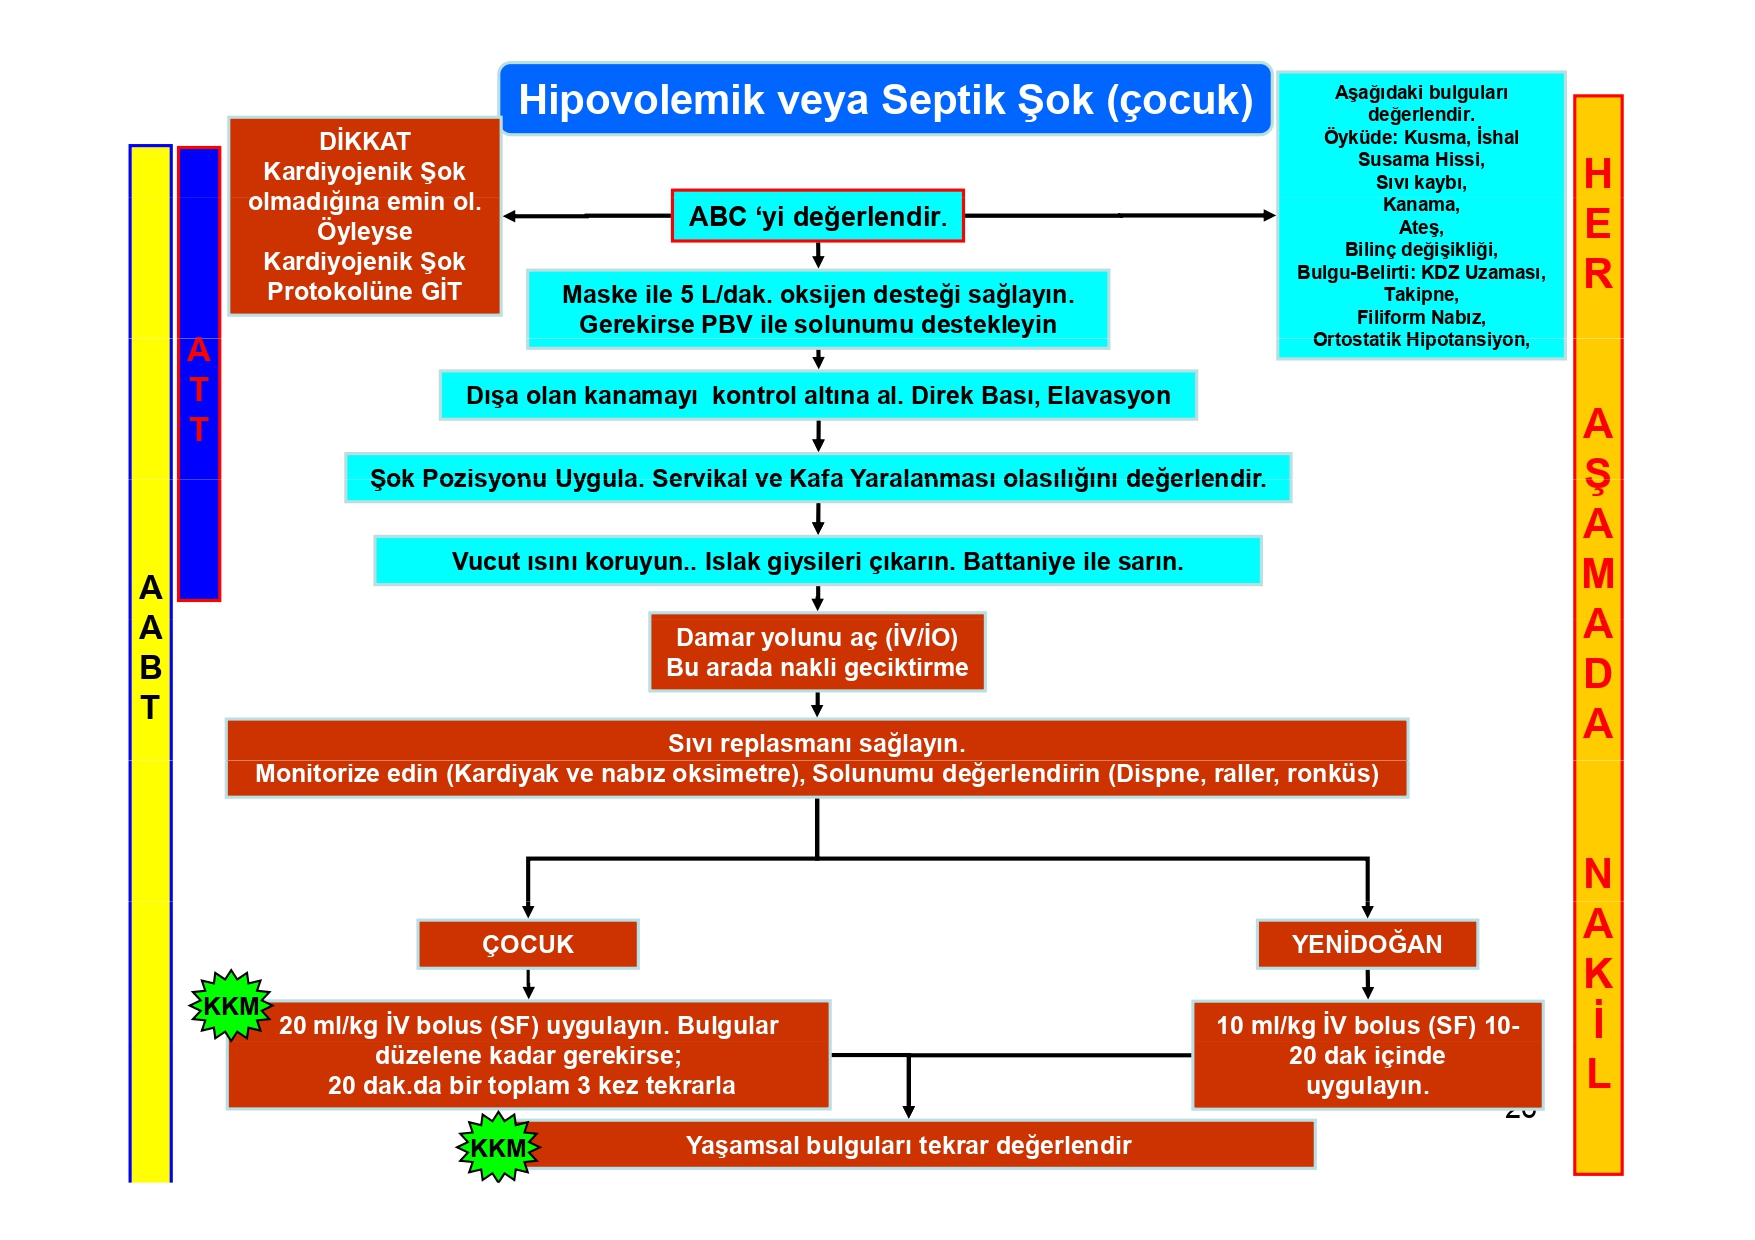 Hipovolemik veya Septik Şok (çocuk)
DİKKAT
Kardiyojenik Şok
olmadığına emin ol.
Öyleyse
Kardiyojenik Şok
Protokolüne GİT
ABC ‘yi değerlendir.
Aşağıdaki bulguları
değerlendir.
Öyküde: Kusma, İshal
Susama Hissi,
Sıvı kaybı,
Kanama,
Ateş,
Bilinç değişikliği,
Bulgu-Belirti: KDZ Uzaması,
Takipne,
Filiform Nabız,
Ortostatik Hipotansiyon,
Maske ile 5 L/dak. oksijen desteği sağlayın.
Gerekirse PBV ile solunumu destekleyin
Dışa olan kanamayı  kontrol altına al. Direk Bası, Elavasyon
Şok Pozisyonu Uygula. Servikal ve Kafa Yaralanması olasılığını değerlendir.
Vucut ısını koruyun.. Islak giysileri çıkarın. Battaniye ile sarın.
Damar yolunu aç (İV/İO)
Bu arada nakli geciktirme
Sıvı replasmanı sağlayın.
Monitorize edin (Kardiyak ve nabız oksimetre), Solunumu değerlendirin (Dispne, raller, ronküs)
ÇOCUK
YENİDOĞAN
KKM
20 ml/kg İV bolus (SF) uygulayın. Bulgular
düzelene kadar gerekirse;
20 dak.da bir toplam 3 kez tekrarla
10 ml/kg İV bolus (SF) 10-
20 dak içinde
uygulayın.
KKM
Yaşamsal bulguları tekrar değerlendir
AABT
ATT
HER AŞAMADA NAKİL